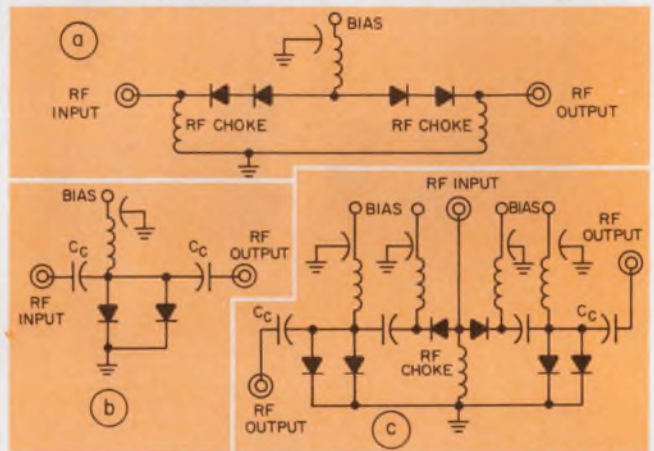 a
BIAS
RF
INPUT
RF CHOKE
RF CHOKE
RF
OUTPUT
BIAS
CC
CC
RF
OUTPUT
RF
INPUT
b
RF INPUT
BIAS
BIAS
RF
OUTPUT
CC
CC
RF
CHOKE
RF
OUTPUT
c